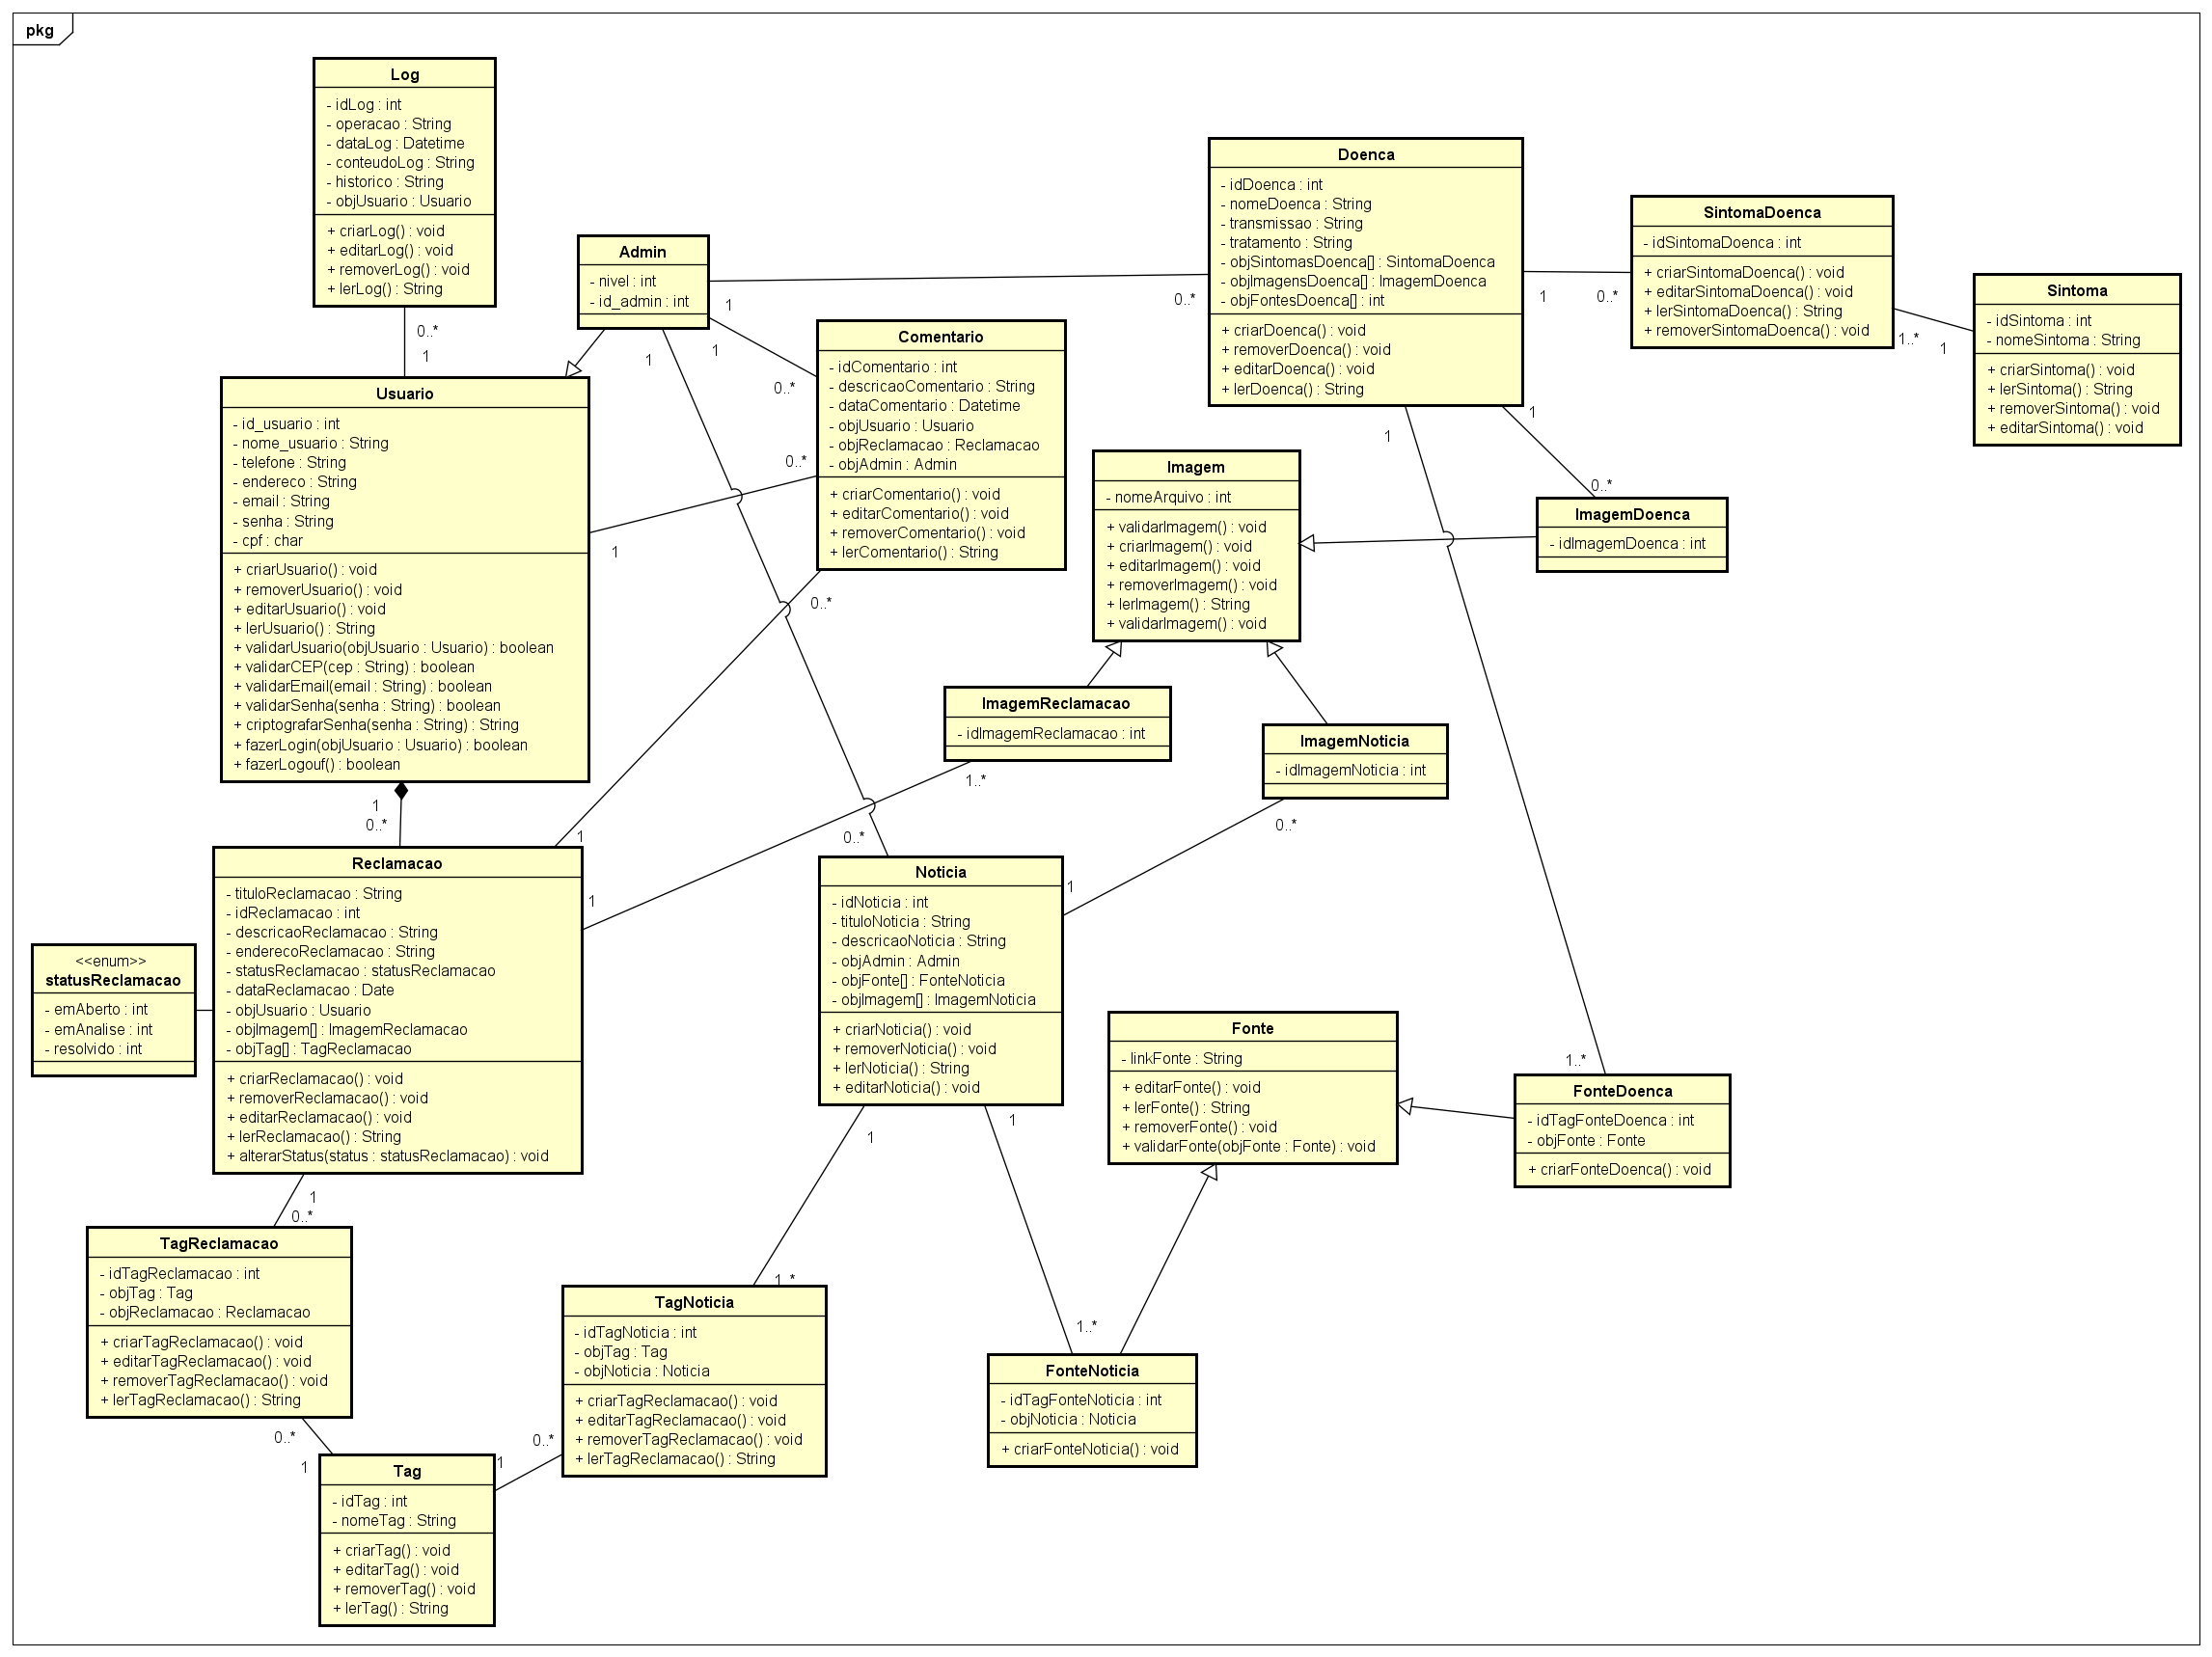 pkg
Log
- idLog : int
- operacao : String
- dataLog : Datetime
- conteudoLog : String
- historico : String
- objUsuario : Usuario
+ criarLog() : void
+ editarLog() : void
+ removerLog() : void
+ lerLog() : String
0..*
1
Admin
- nivel : int
- id_admin : int
1
0..*
1
1
0..*
Doenca
- idDoenca : int
- nomeDoenca : String
- transmissao : String
- tratamento : String
- objSintomasDoenca[] : SintomaDoenca
- objImagensDoenca[] : ImagemDoenca
- objFontesDoenca[] : int
+ criarDoenca() : void
+ removerDoenca() : void
+ editarDoenca() : void
+ lerDoenca() : String
1
0..*
SintomaDoenca
- idSintomaDoenca : int
+ criarSintomaDoenca() : void
+ editarSintomaDoenca() : void
+ lerSintomaDoenca() : String
+ removerSintomaDoenca() : void
1..*
1
Sintoma
- idSintoma : int
- nomeSintoma : String
+ criarSintoma() : void
+ lerSintoma() : String
+ removerSintoma() : void
+ editarSintoma() : void
Comentario
- idComentario : int
- descricaoComentario : String
- dataComentario : Datetime
- objUsuario : Usuario
- objReclamacao : Reclamacao
- objAdmin : Admin
+ criarComentario() : void
+ editarComentario() : void
+ removerComentario() : void
+ lerComentario() : String
0..*
1
0..*
Usuario
- id_usuario : int
- nome_usuario : String
- telefone : String
- endereco : String
- email : String
- senha : String
- cpf : char
+ criarUsuario() : void
+ removerUsuario() : void
+ editarUsuario() : void
+ lerUsuario() : String
+ validarUsuario(objUsuario : Usuario) : boolean
+ validarCEP(cep : String) : boolean
+ validarEmail(email : String) : boolean
+ validarSenha(senha : String) : boolean
+ criptografarSenha(senha : String) : String
+ fazerLogin(objUsuario : Usuario) : boolean
+ fazerLogouf() : boolean
1
0..*
1
1
1
0..*
Imagem
- nomeArquivo : int
+ validarImagem() : void
+ criarImagem() : void
+ editarImagem() : void
+ removerImagem() : void
+ lerImagem() : String
+ validarImagem() : void
ImagemDoenca
- idImagemDoenca : int
ImagemReclamacao
- idImagemReclamacao : int
1..*
ImagemNoticia
- idImagemNoticia : int
0..*
0..*
1
1
Reclamacao
- tituloReclamacao : String
- idReclamacao : int
- descricaoReclamacao : String
- enderecoReclamacao : String
- statusReclamacao : statusReclamacao
- dataReclamacao : Date
- objUsuario : Usuario
- objImagem[] : ImagemReclamacao
- objTag[] : TagReclamacao
+ criarReclamacao() : void
+ removerReclamacao() : void
+ editarReclamacao() : void
+ lerReclamacao() : String
+ alterarStatus(status : statusReclamacao) : void
<<enum>>
statusReclamacao
- emAberto : int
- emAnalise : int
- resolvido : int
Noticia
- idNoticia : int
- tituloNoticia : String
- descricaoNoticia : String
- objAdmin : Admin
- objFonte[] : FonteNoticia
- objImagem[] : ImagemNoticia
+ criarNoticia() : void
+ removerNoticia() : void
+ lerNoticia() : String
+ editarNoticia() : void
1
1
Fonte
- linkFonte : String
+ editarFonte() : void
+ lerFonte() : String
+ removerFonte() : void
+ validarFonte(objFonte : Fonte) : void
1..*
FonteDoenca
- idTagFonteDoenca : int
- objFonte : Fonte
+ criarFonteDoenca() : void
1
0..*
TagReclamacao
- idTagReclamacao : int
- objTag : Tag
- objReclamacao : Reclamacao
+ criarTagReclamacao() : void
+ editarTagReclamacao() : void
+ removerTagReclamacao() : void
+ lerTagReclamacao() : String
0..*
1
1..*
TagNoticia
- idTagNoticia : int
- objTag : Tag
- objNoticia : Noticia
+ criarTagReclamacao() : void
+ editarTagReclamacao() : void
+ removerTagReclamacao() : void
+ lerTagReclamacao() : String
0..*
1
1..*
FonteNoticia
- idTagFonteNoticia : int
- objNoticia : Noticia
+ criarFonteNoticia() : void
Tag
- idTag : int
- nomeTag : String
+ criarTag() : void
+ editarTag() : void
+ removerTag() : void
+ lerTag() : String